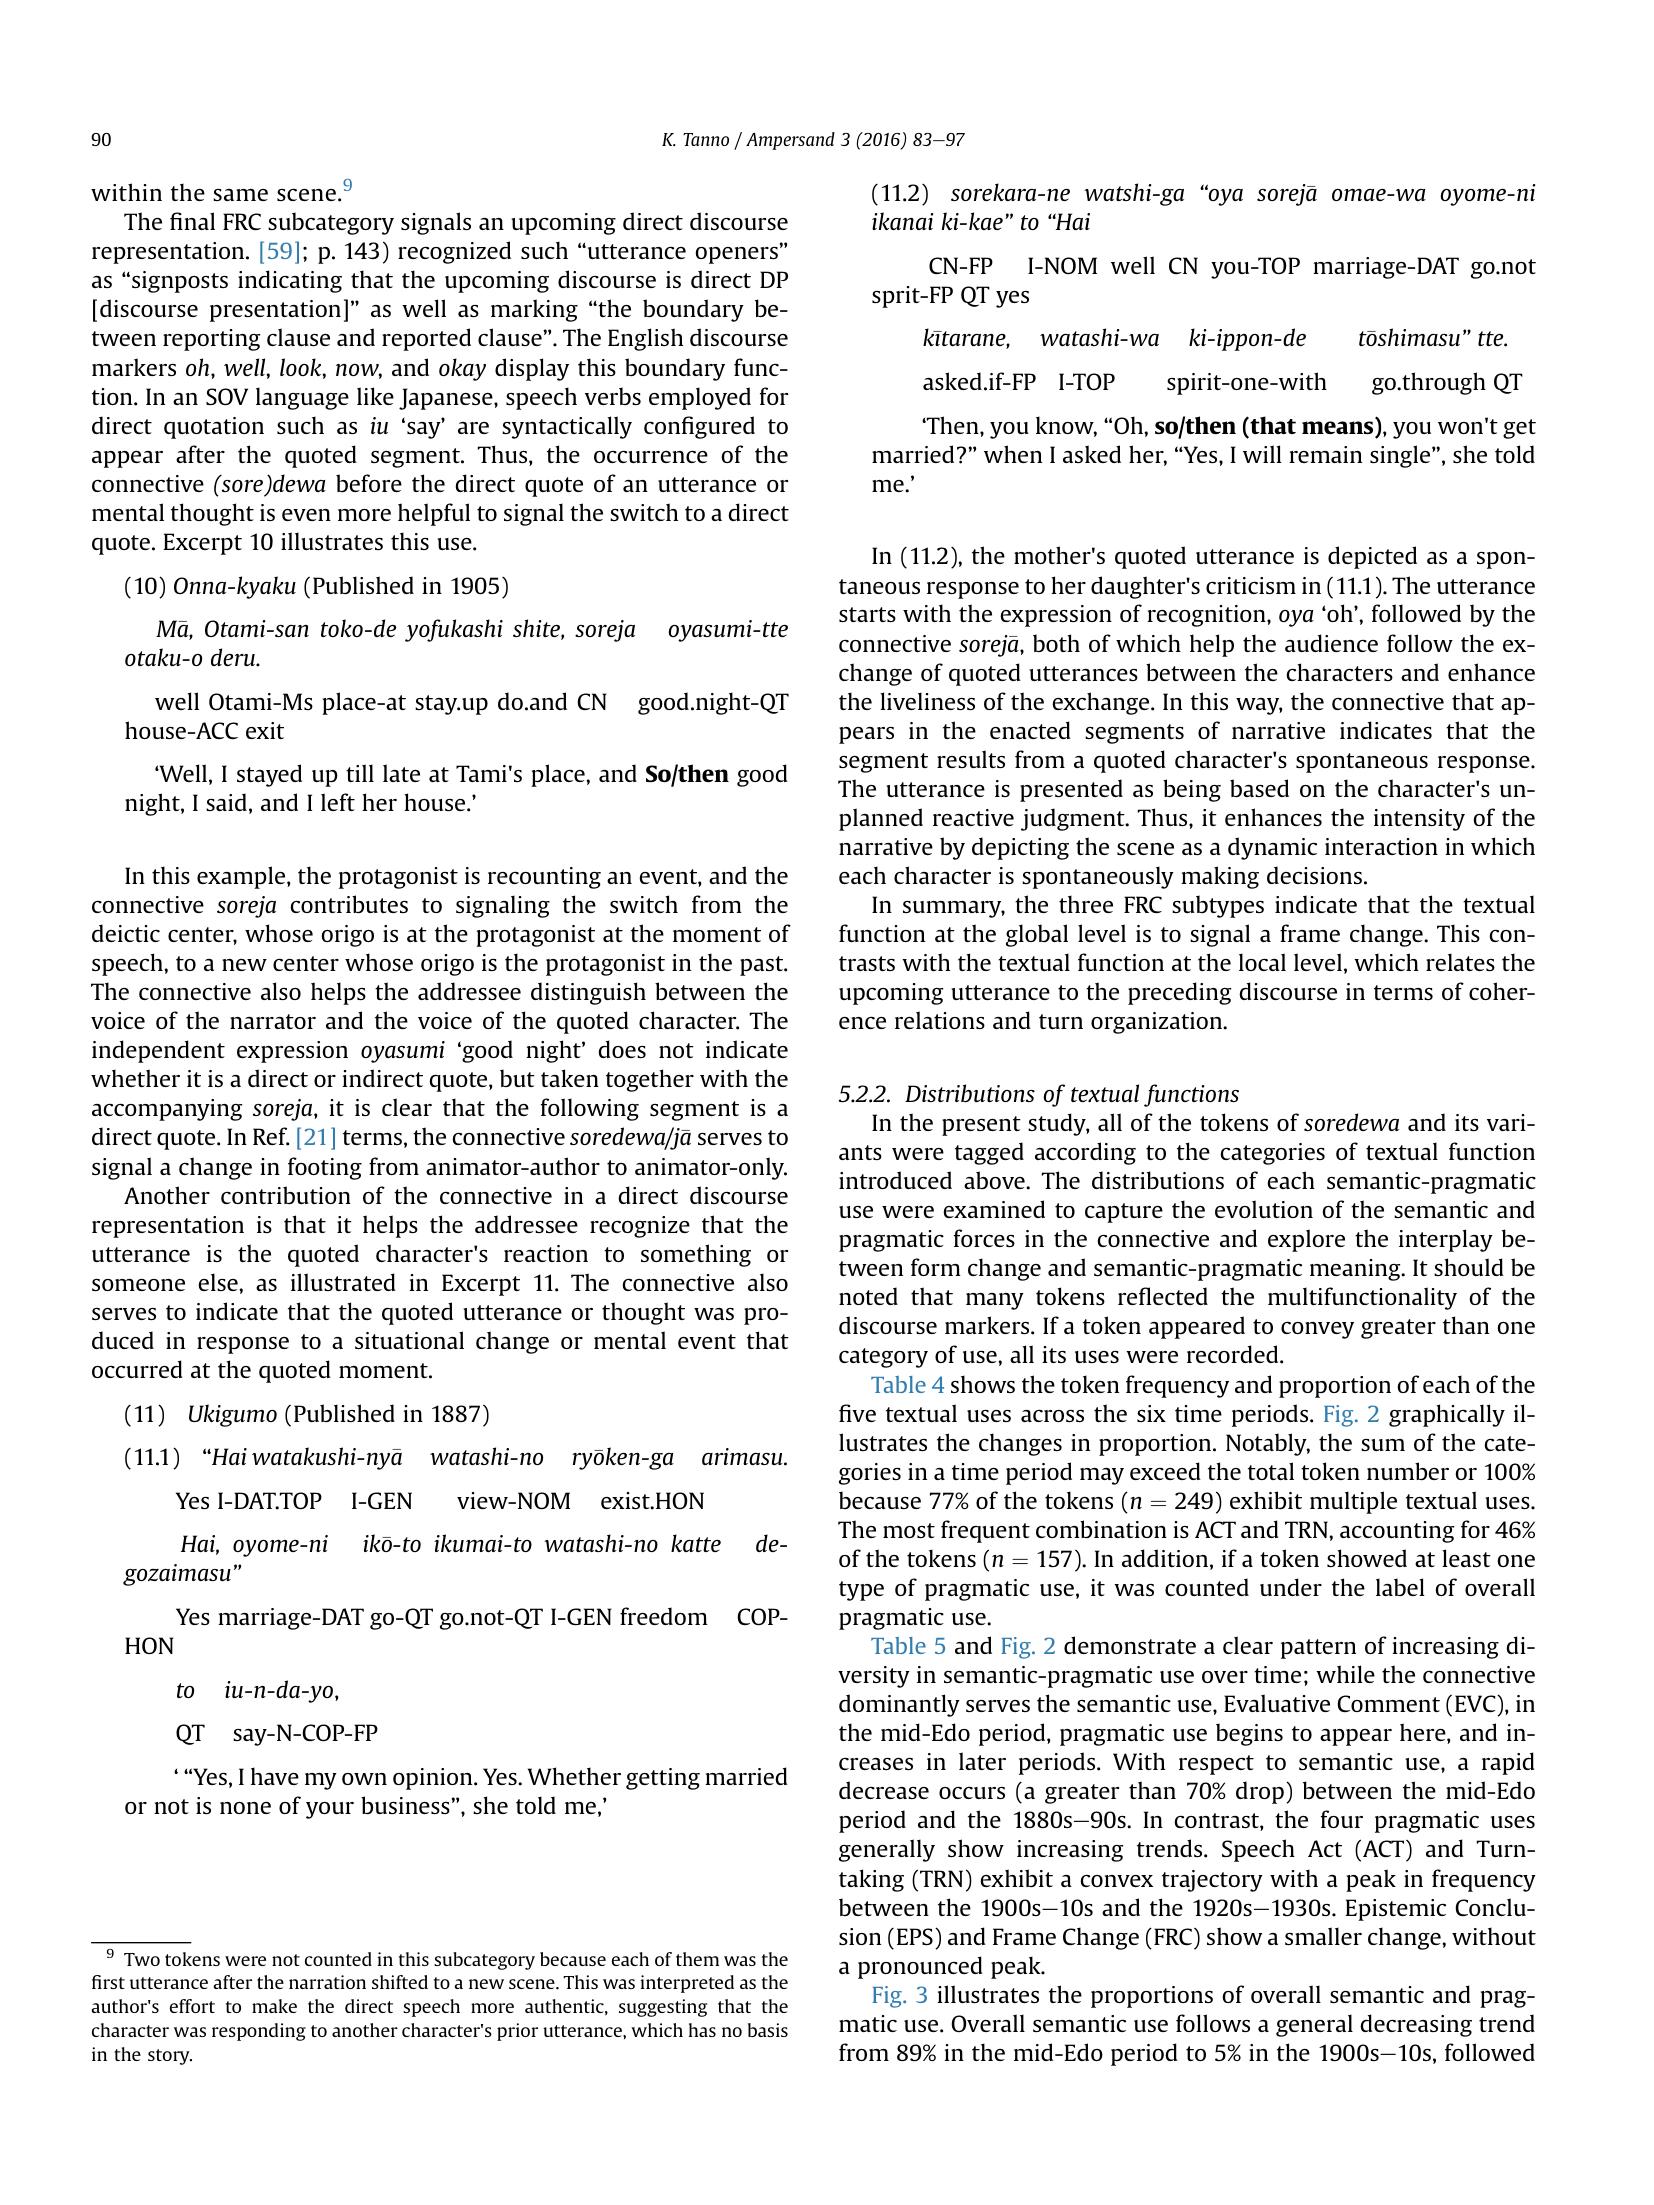 90
K. Tanno / Ampersand 3 (2016) 83–97
within the same scene.9
The final FRC subcategory signals an upcoming direct discourse
representation. [59]; p. 143) recognized such “utterance openers”
as “signposts indicating that the upcoming discourse is direct DP
[discourse presentation]” as well as marking “the boundary be-
tween reporting clause and reported clause”. The English discourse
markers oh, well, look, now, and okay display this boundary func-
tion. In an SOV language like Japanese, speech verbs employed for
direct quotation such as iu ‘say’ are syntactically configured to
appear after the quoted segment. Thus, the occurrence of the
connective (sore)dewa before the direct quote of an utterance or
mental thought is even more helpful to signal the switch to a direct
quote. Excerpt 10 illustrates this use.
(10) Onna-kyaku (Published in 1905)
Mā, Otami-san toko-de yofukashi shite, soreja oyasumi-tte
otaku-o deru.
well Otami-Ms place-at stay.up do.and CN good.night-QT
house-ACC exit
‘Well, I stayed up till late at Tami's place, and So/then good
night, I said, and I left her house.’
In this example, the protagonist is recounting an event, and the
connective soreja contributes to signaling the switch from the
deictic center, whose origo is at the protagonist at the moment of
speech, to a new center whose origo is the protagonist in the past.
The connective also helps the addressee distinguish between the
voice of the narrator and the voice of the quoted character. The
independent expression oyasumi ‘good night’ does not indicate
whether it is a direct or indirect quote, but taken together with the
accompanying soreja, it is clear that the following segment is a
direct quote. In Ref. [21] terms, the connective soredewa/jā serves to
signal a change in footing from animator-author to animator-only.
Another contribution of the connective in a direct discourse
representation is that it helps the addressee recognize that the
utterance is the quoted character's reaction to something or
someone else, as illustrated in Excerpt 11. The connective also
serves to indicate that the quoted utterance or thought was pro-
duced in response to a situational change or mental event that
occurred at the quoted moment.
(11) Ukigumo (Published in 1887)
(11.1) “Hai watakushi-nyā watashi-no ryōken-ga arimasu.
Yes I-DAT.TOP I-GEN view-NOM exist.HON
Hai, oyome-ni ikō-to ikumai-to watashi-no katte de-
gozaimasu”
Yes marriage-DAT go-QT go.not-QT I-GEN freedom COP-
HON
to iu-n-da-yo,
QT say-N-COP-FP
‘ “Yes, I have my own opinion. Yes. Whether getting married
or not is none of your business”, she told me,’
9 Two tokens were not counted in this subcategory because each of them was the
first utterance after the narration shifted to a new scene. This was interpreted as the
author's effort to make the direct speech more authentic, suggesting that the
character was responding to another character's prior utterance, which has no basis
in the story.
(11.2) sorekara-ne watshi-ga “oya sorejā omae-wa oyome-ni
ikanai ki-kae” to “Hai
CN-FP I-NOM well CN you-TOP marriage-DAT go.not
sprit-FP QT yes
kītarane, watashi-wa ki-ippon-de tōshimasu” tte.
asked.if-FP I-TOP spirit-one-with go.through QT
‘Then, you know, “Oh, so/then (that means), you won't get
married?” when I asked her, “Yes, I will remain single”, she told
me.’
In (11.2), the mother's quoted utterance is depicted as a spon-
taneous response to her daughter's criticism in (11.1). The utterance
starts with the expression of recognition, oya ‘oh’, followed by the
connective sorejā, both of which help the audience follow the ex-
change of quoted utterances between the characters and enhance
the liveliness of the exchange. In this way, the connective that ap-
pears in the enacted segments of narrative indicates that the
segment results from a quoted character's spontaneous response.
The utterance is presented as being based on the character's un-
planned reactive judgment. Thus, it enhances the intensity of the
narrative by depicting the scene as a dynamic interaction in which
each character is spontaneously making decisions.
In summary, the three FRC subtypes indicate that the textual
function at the global level is to signal a frame change. This con-
trasts with the textual function at the local level, which relates the
upcoming utterance to the preceding discourse in terms of coher-
ence relations and turn organization.
5.2.2. Distributions of textual functions
In the present study, all of the tokens of soredewa and its vari-
ants were tagged according to the categories of textual function
introduced above. The distributions of each semantic-pragmatic
use were examined to capture the evolution of the semantic and
pragmatic forces in the connective and explore the interplay be-
tween form change and semantic-pragmatic meaning. It should be
noted that many tokens reflected the multifunctionality of the
discourse markers. If a token appeared to convey greater than one
category of use, all its uses were recorded.
Table 4 shows the token frequency and proportion of each of the
five textual uses across the six time periods. Fig. 2 graphically il-
lustrates the changes in proportion. Notably, the sum of the cate-
gories in a time period may exceed the total token number or 100%
because 77% of the tokens (n = 249) exhibit multiple textual uses.
The most frequent combination is ACT and TRN, accounting for 46%
of the tokens (n = 157). In addition, if a token showed at least one
type of pragmatic use, it was counted under the label of overall
pragmatic use.
Table 5 and Fig. 2 demonstrate a clear pattern of increasing di-
versity in semantic-pragmatic use over time; while the connective
dominantly serves the semantic use, Evaluative Comment (EVC), in
the mid-Edo period, pragmatic use begins to appear here, and in-
creases in later periods. With respect to semantic use, a rapid
decrease occurs (a greater than 70% drop) between the mid-Edo
period and the 1880s–90s. In contrast, the four pragmatic uses
generally show increasing trends. Speech Act (ACT) and Turn-
taking (TRN) exhibit a convex trajectory with a peak in frequency
between the 1900s–10s and the 1920s–1930s. Epistemic Conclu-
sion (EPS) and Frame Change (FRC) show a smaller change, without
a pronounced peak.
Fig. 3 illustrates the proportions of overall semantic and prag-
matic use. Overall semantic use follows a general decreasing trend
from 89% in the mid-Edo period to 5% in the 1900s–10s, followed